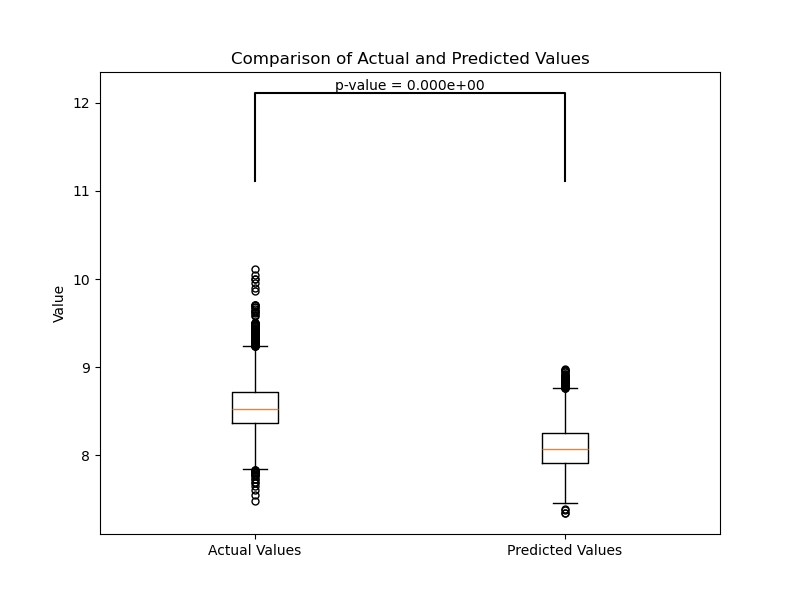 Comparison of Actual and Predicted Values
p-value = 0.000e+00
12
11
10
9
8
Value
Actual Values
Predicted Values